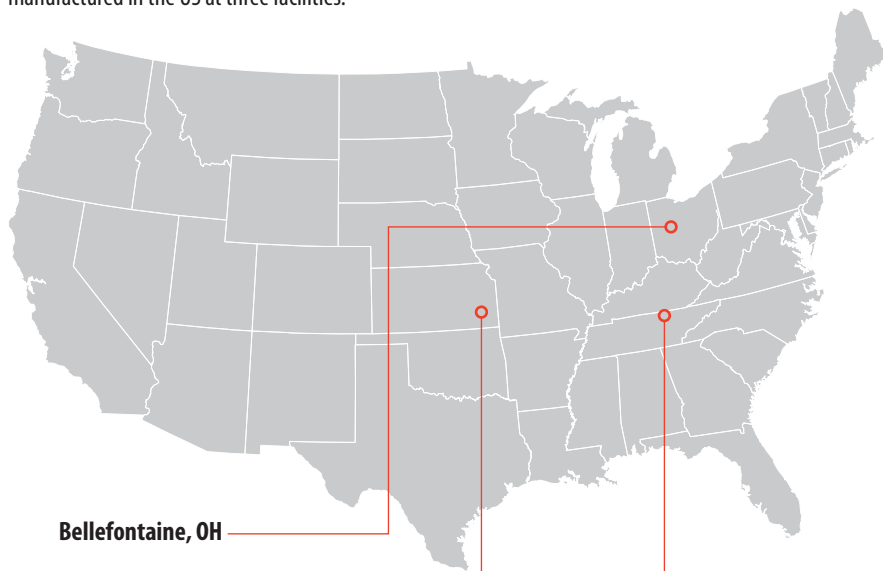 manufactured in the US at three facilities.
Bellefontaine, OH